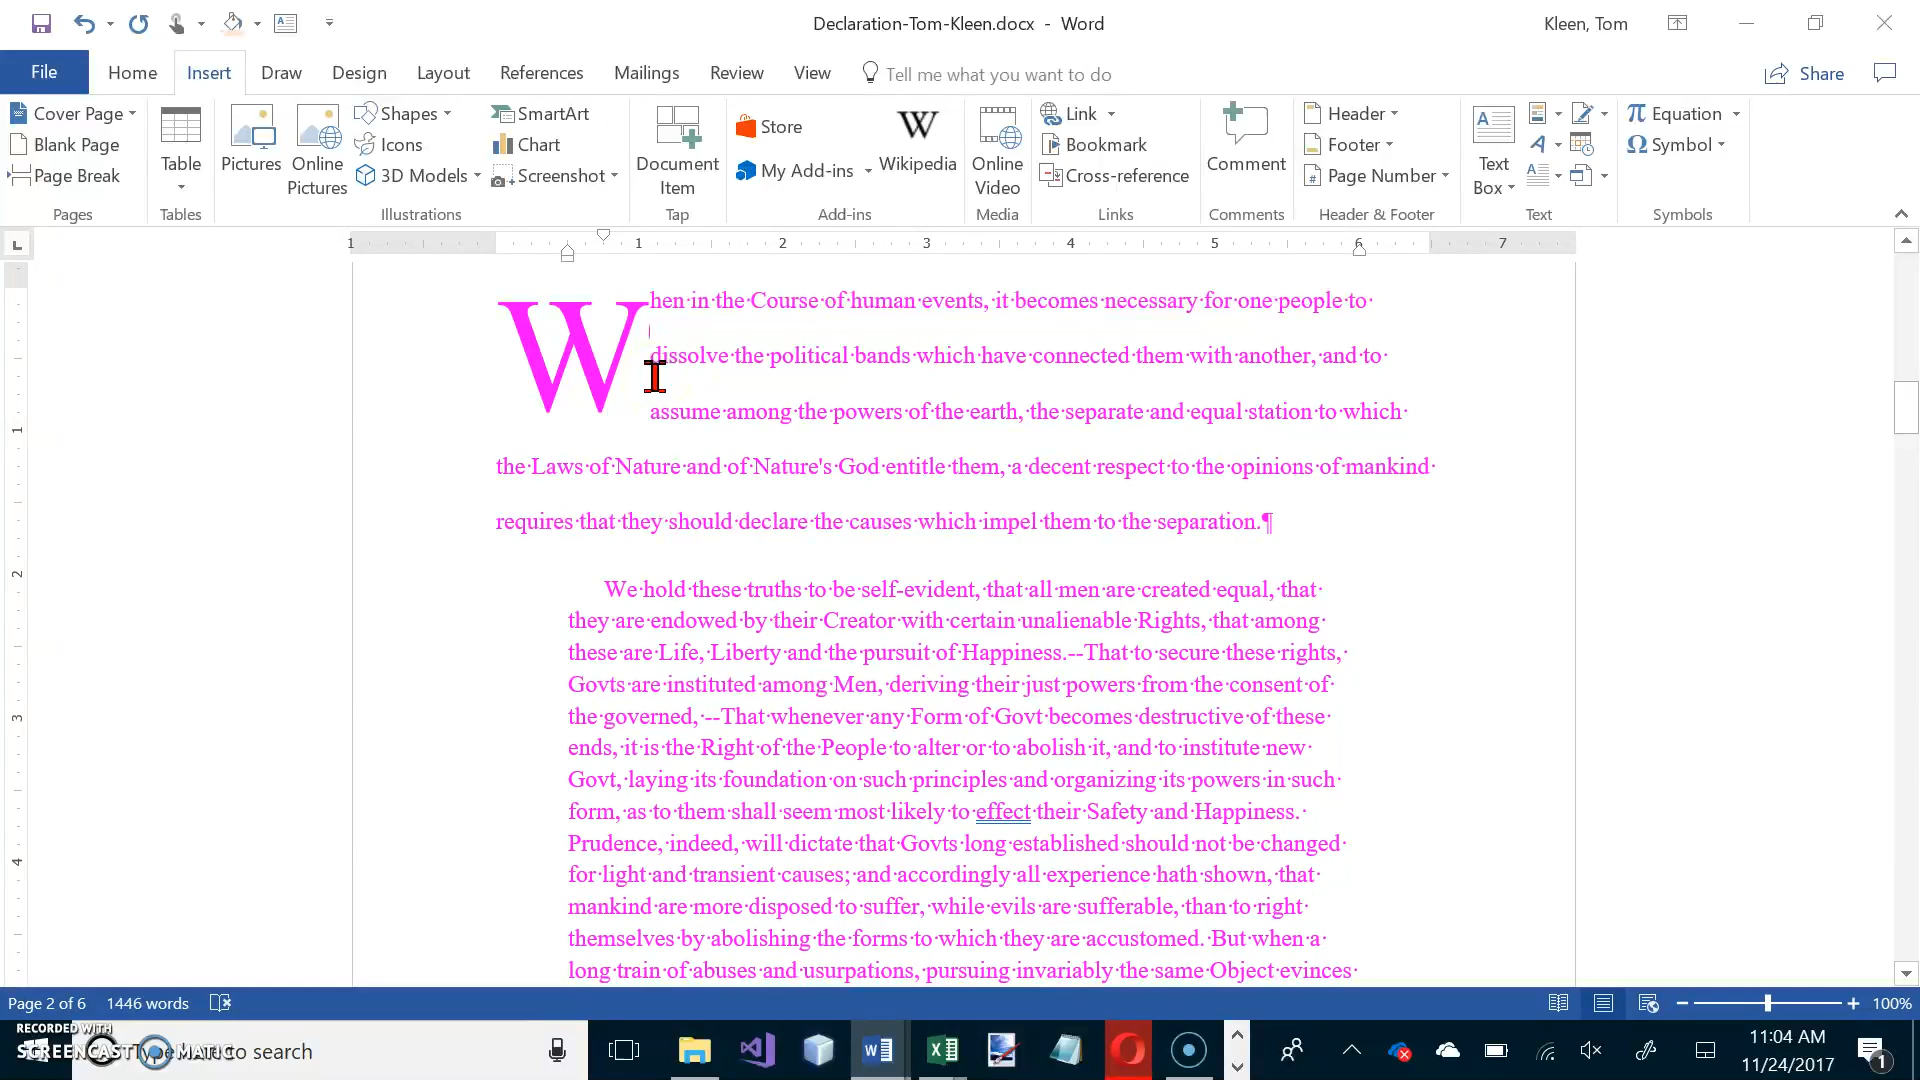 Declaration-Tom-Kleen.docx - Word
Kleen, Tom
File
Home
Insert
Draw
Design
Layout
References
Mailings
Review
View
Tell me what you want to do
Share
Cover Page
Blank Page
Page Break
Pages
Table
Tables
Pictures
Online Pictures
Shapes
Icons
3D Models
SmartArt
Chart
Screenshot
Illustrations
Document Item
Tap
Store
My Add-ins
W
Wikipedia
Add-ins
Online Video
Media
Link
Bookmark
Cross-reference
Links
Comment
Comments
Header
Footer
Page Number
Header & Footer
Text Box
Text
Equation
Symbol
Symbols
1 1 2 3 4 5 6 7
When in the Course of human events, it becomes necessary for one people to
dissolve the political bands which have connected them with another, and to
assume among the powers of the earth, the separate and equal station to which
the Laws of Nature and of Nature's God entitle them, a decent respect to the opinions of mankind
requires that they should declare the causes which impel them to the separation.¶
We hold these truths to be self-evident, that all men are created equal, that
they are endowed by their Creator with certain unalienable Rights, that among
these are Life, Liberty and the pursuit of Happiness.--That to secure these rights,
Govts are instituted among Men, deriving their just powers from the consent of
the governed, --That whenever any Form of Govt becomes destructive of these
ends, it is the Right of the People to alter or to abolish it, and to institute new
Govt, laying its foundation on such principles and organizing its powers in such
form, as to them shall seem most likely to effect their Safety and Happiness.
Prudence, indeed, will dictate that Govts long established should not be changed
for light and transient causes; and accordingly all experience hath shown, that
mankind are more disposed to suffer, while evils are sufferable, than to right
themselves by abolishing the forms to which they are accustomed. But when a
long train of abuses and usurpations, pursuing invariably the same Object evinces
1
2
3
4
Page 2 of 6
1446 words
100%
RECORDED WITH
SCREENCAST MATIC
Type here to search
11:04 AM
11/24/2017
1